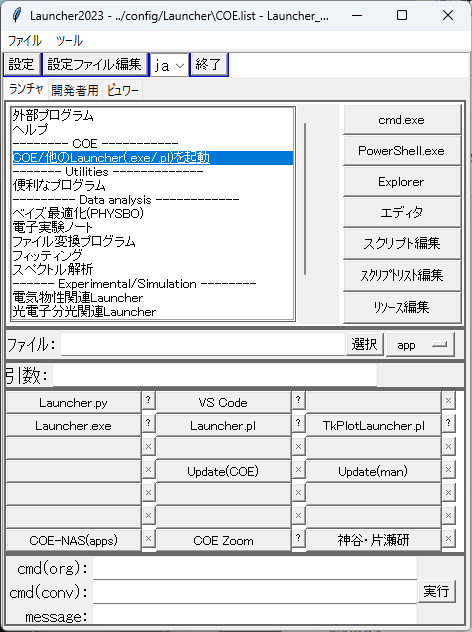 Launcher2023 - ../config/Launcher\COE.list - Launcher_...
ファイル ツール
設定 設定ファイル編集 ja 終了
ランチャ 開発者用 ビュワー
外部プログラム
ヘルプ
-------- COE ------------
COE/他のLauncher(.exe/.pl)を起動
------- Utilities -------------
便利なプログラム
--------- Data analysis -------------
ベイズ最適化(PHYSBO)
電子実験ノート
ファイル変換プログラム
フィッティング
スペクトル解析
------ Experimental/Simulation --------
電気物性関連Launcher
光電子分光関連Launcher
cmd.exe
PowerShell.exe
Explorer
エディタ
スクリプト編集
スクリプトリスト編集
リソース編集
ファイル: 選択 app
引数:
Launcher.py ? VS Code ? ×
Launcher.exe ? Launcher.pl ? TkPlotLauncher.pl ?
× × ×
× Update(COE) × Update(man) ×
× × ×
× × ×
COE-NAS(apps) × COE Zoom ? 神谷・片瀬研 ×
cmd(org):
cmd(conv): 実行
message: